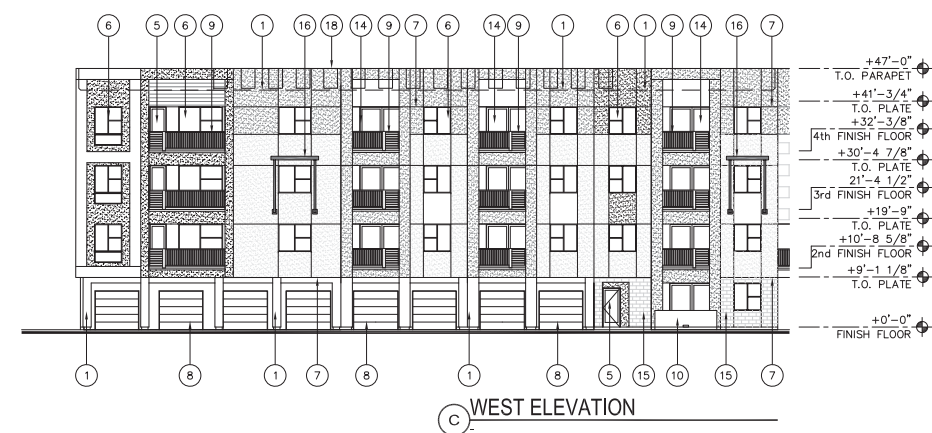 6 5 6 9 1 16 18 14 9 7 6 14 9 1 6 1 9 14 16 7
+47'-0"
T.O. PARAPET
+41'-3/4"
T.O. PLATE
+32'-3/8"
4th FINISH FLOOR
+30'-4 7/8"
T.O. PLATE
21'-4 1/2"
3rd FINISH FLOOR
+19'-9"
T.O. PLATE
+10'-8 5/8"
2nd FINISH FLOOR
+9'-1 1/8"
T.O. PLATE
+0'-0"
FINISH FLOOR
1 8 1 7 8 1 8 5 15 10 15 7
C WEST ELEVATION